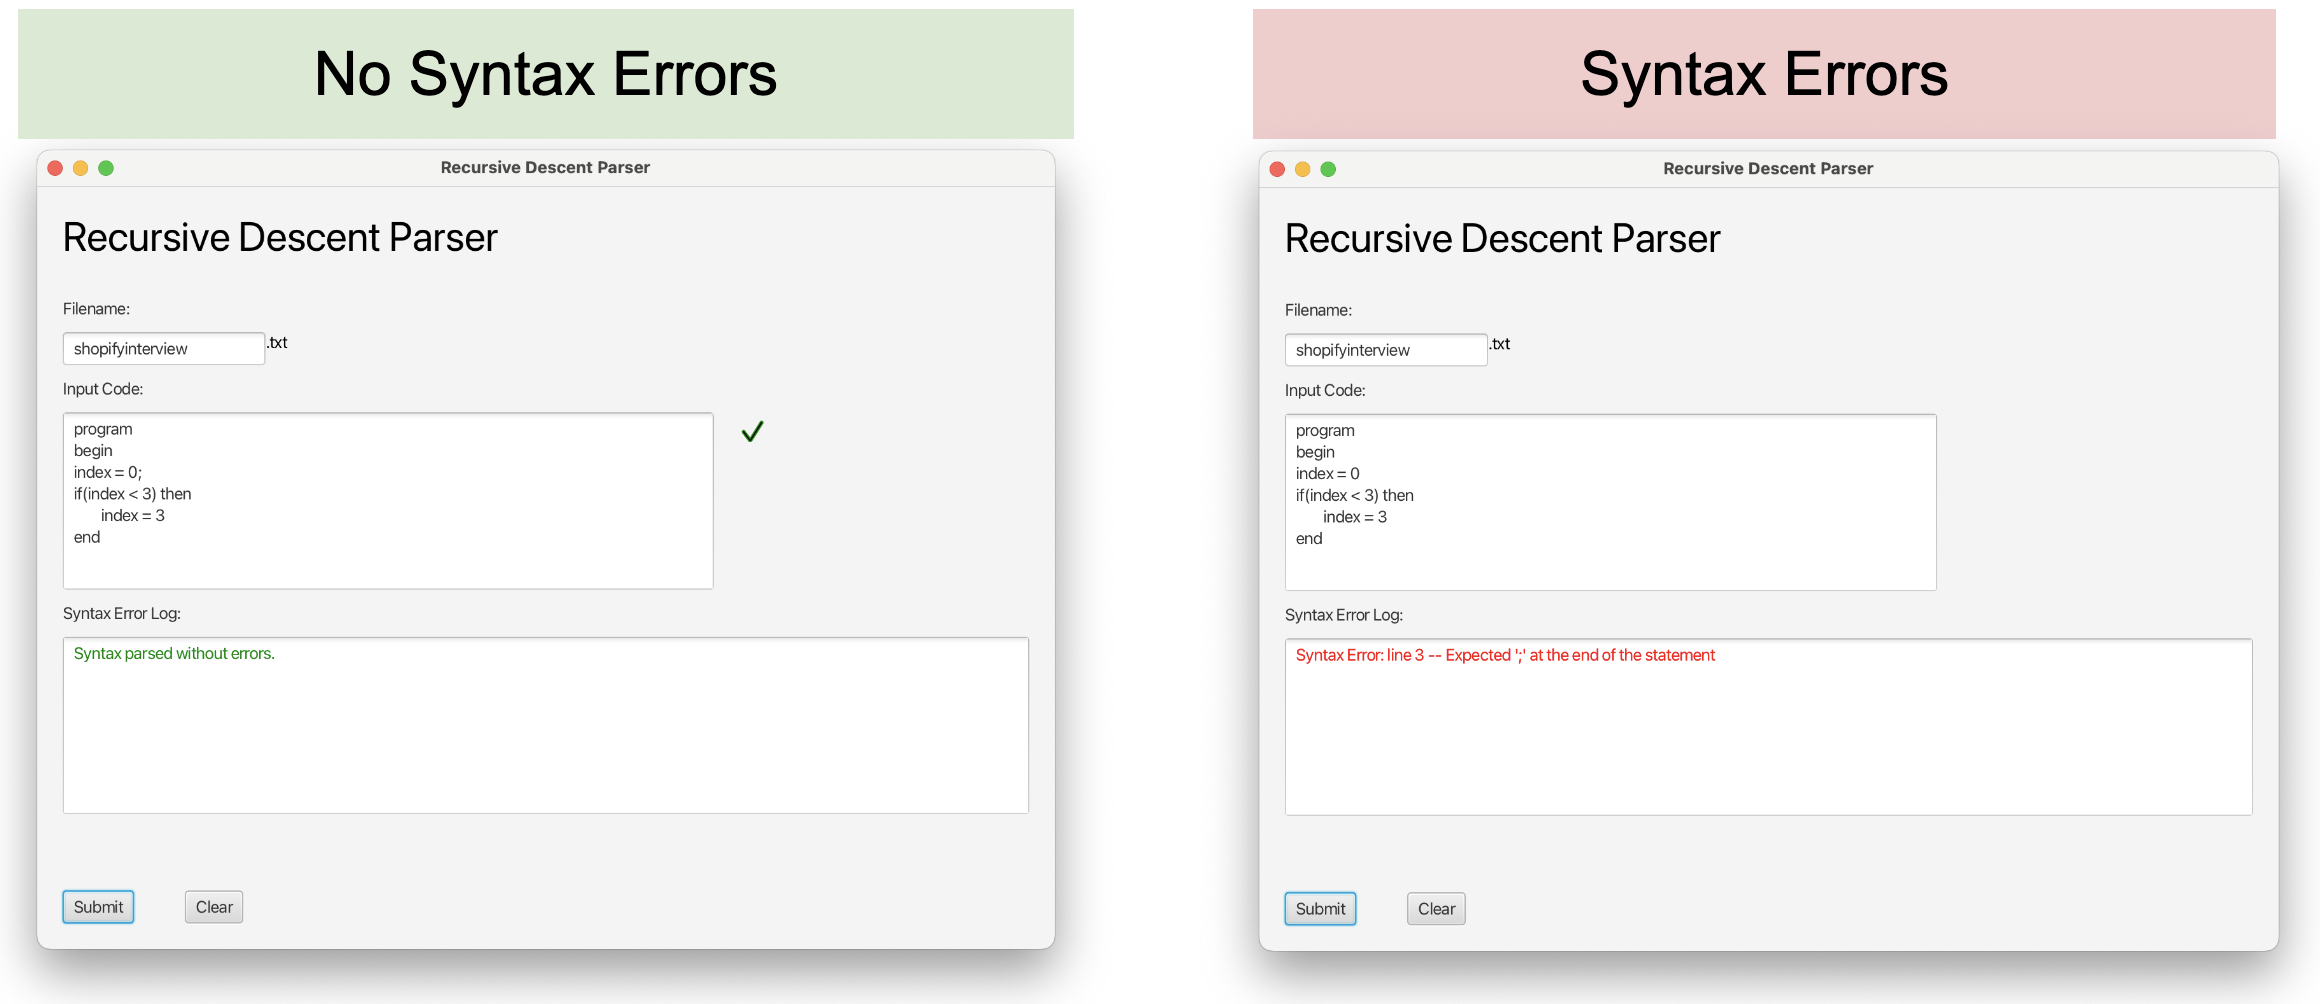 No Syntax Errors
Recursive Descent Parser
Recursive Descent Parser
Filename:
shopifyinterview .txt
Input Code:
program
begin
index = 0;
if(index < 3) then
index = 3
end
Syntax Error Log:
Syntax parsed without errors.
Submit Clear
Syntax Errors
Recursive Descent Parser
Recursive Descent Parser
Filename:
shopifyinterview .txt
Input Code:
program
begin
index = 0
if(index < 3) then
index = 3
end
Syntax Error Log:
Syntax Error: line 3 -- Expected ';' at the end of the statement
Submit Clear